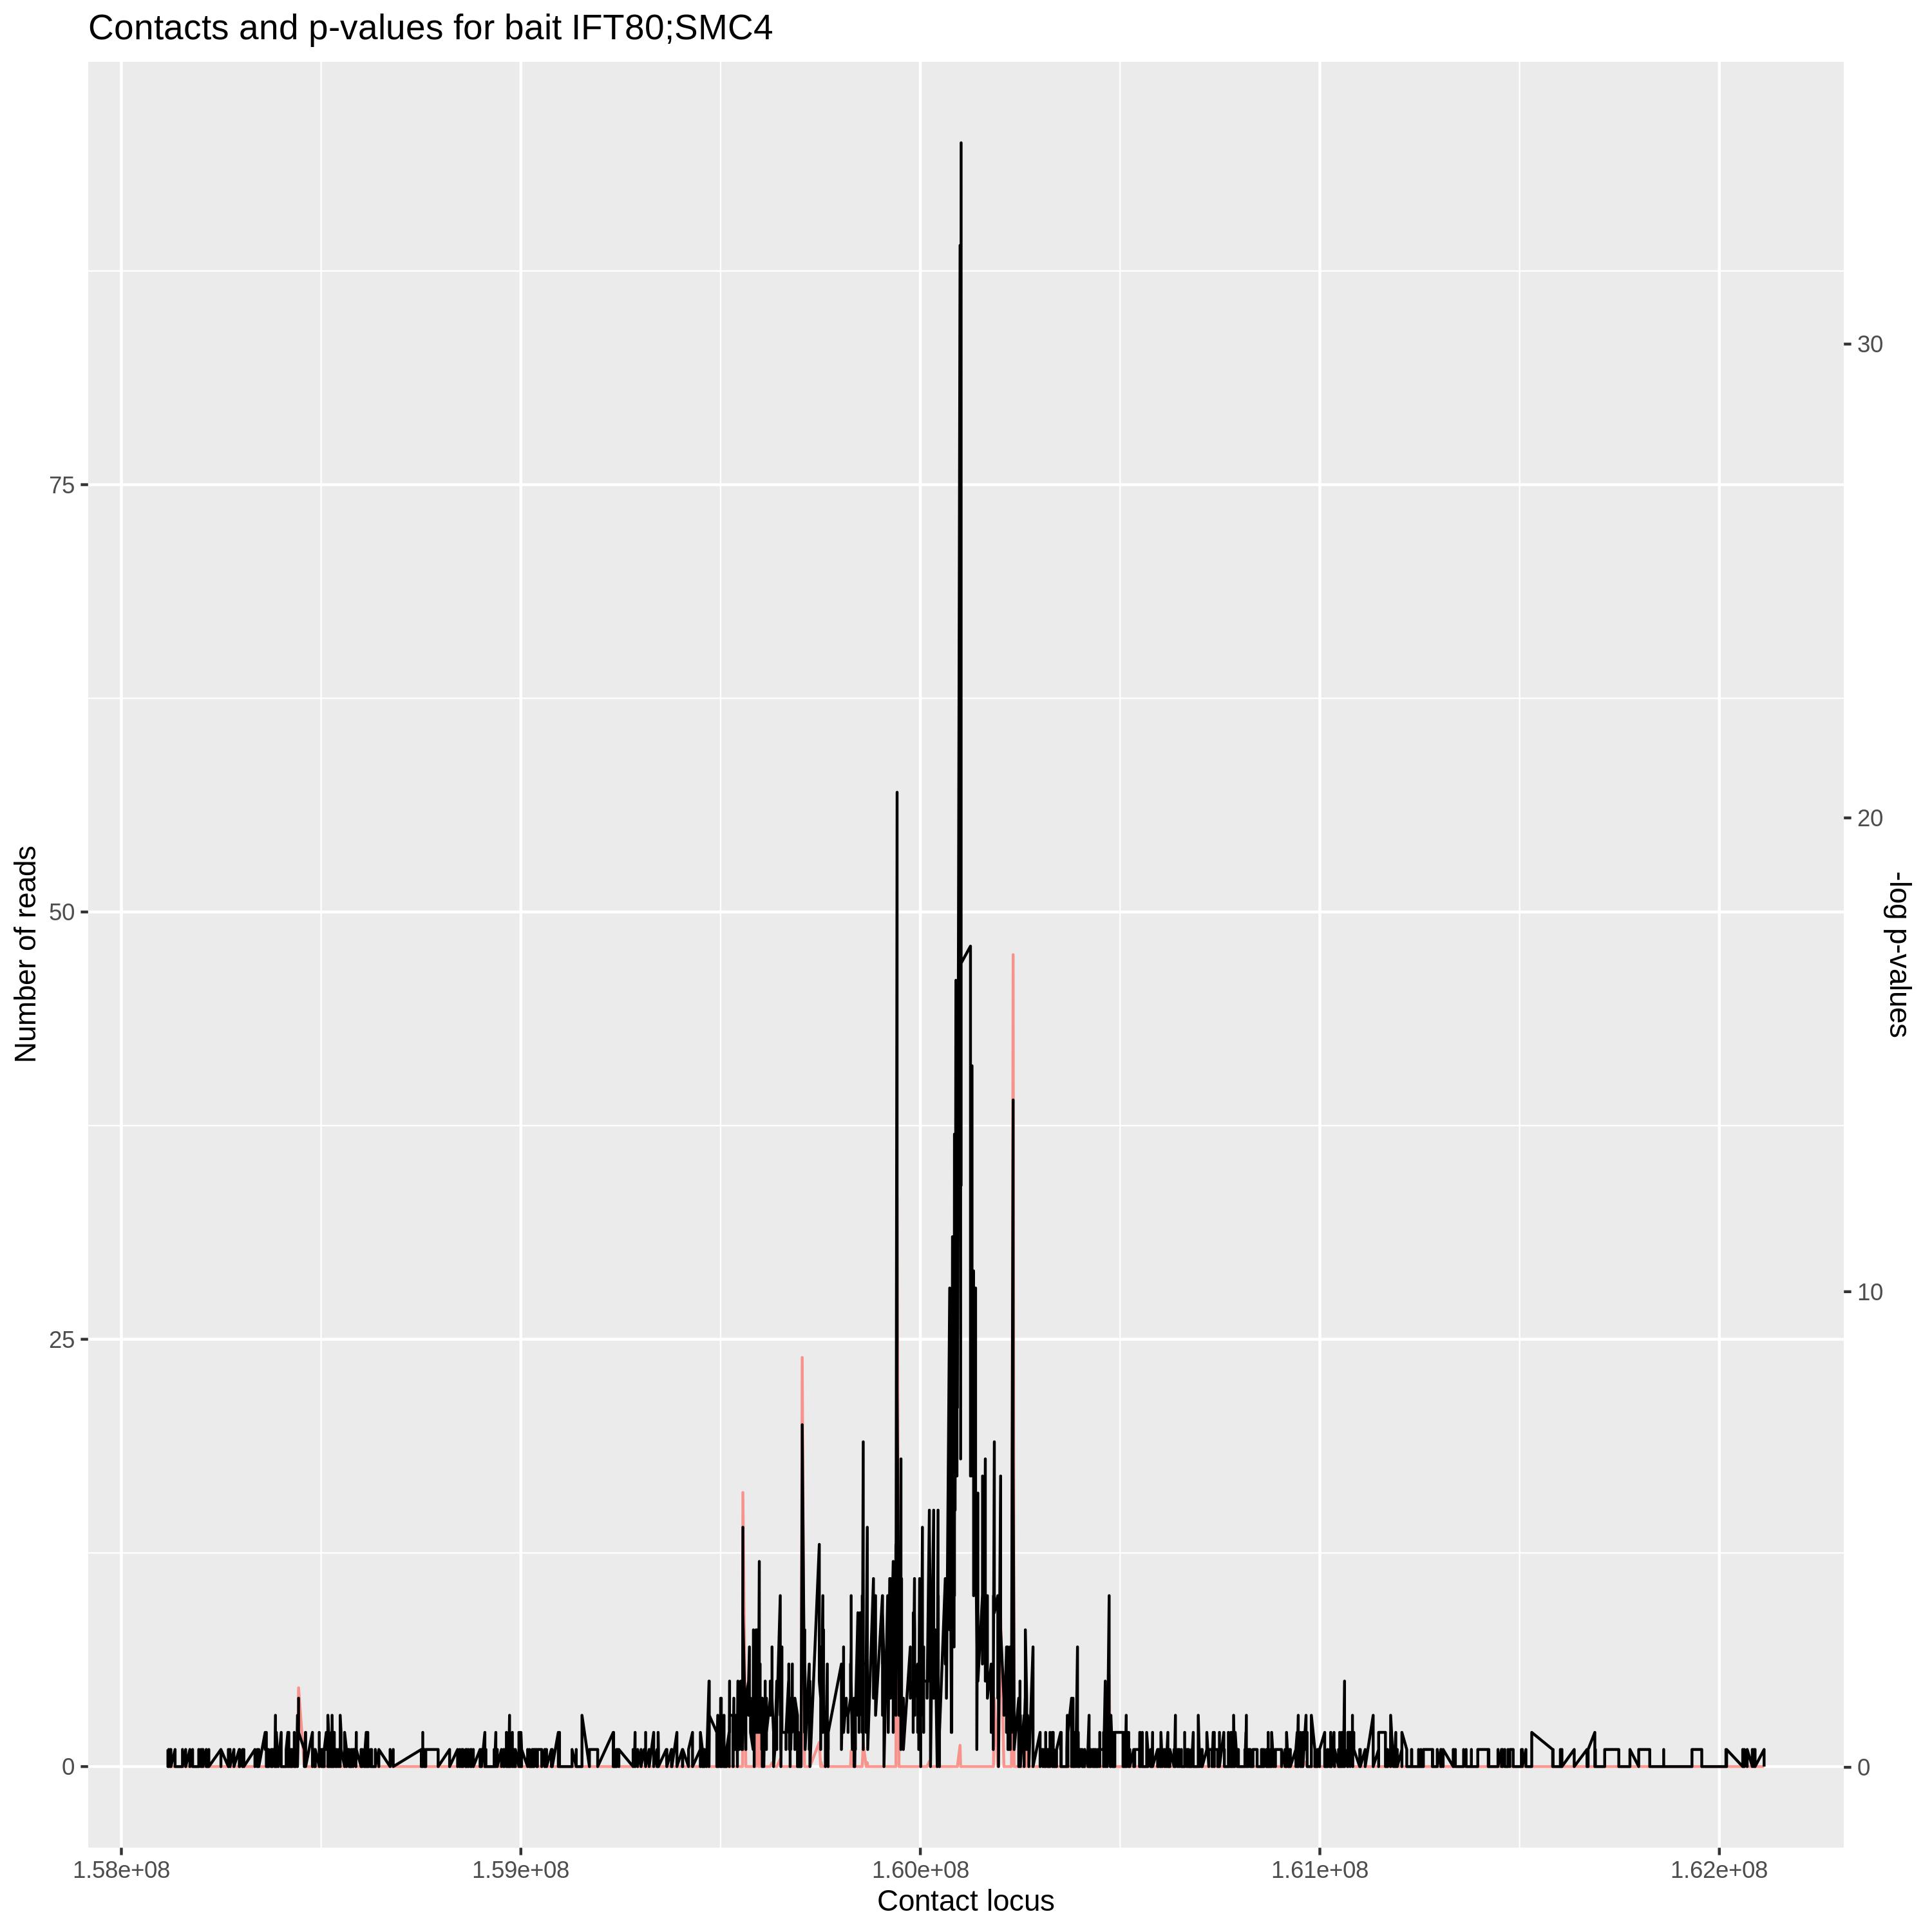 Contacts and p-values for bait IFT80;SMC4
Number of reads
75
50
25
0
30
20
10
0
-log p-values
1.58e+08 1.59e+08 1.60e+08 1.61e+08 1.62e+08
Contact locus